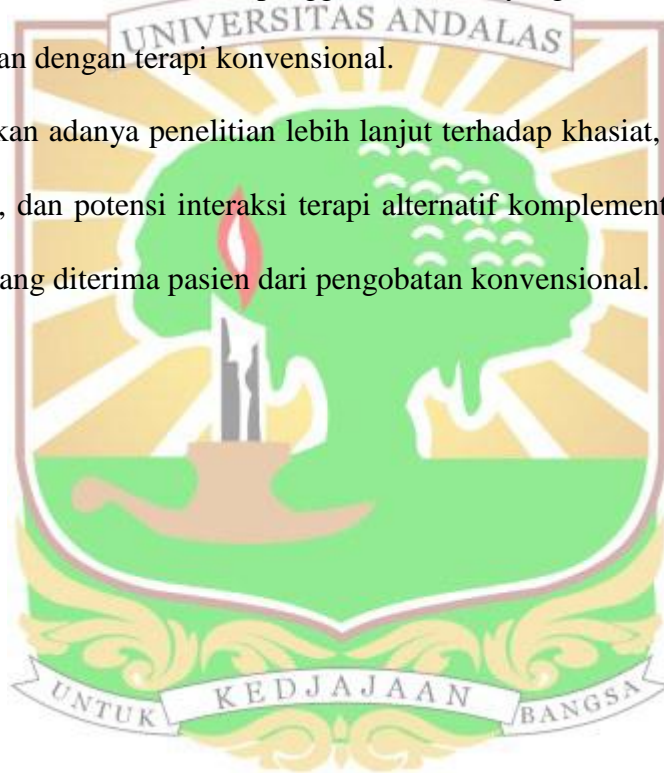 UNIVERSITAS ANDALAS
an dengan terapi konvensional.
kan adanya penelitian lebih lanjut terhadap khasiat,
, dan potensi interaksi terapi alternatif komplement
ang diterima pasien dari pengobatan konvensional.
UNTUK KEDJAJAAN BANGSA